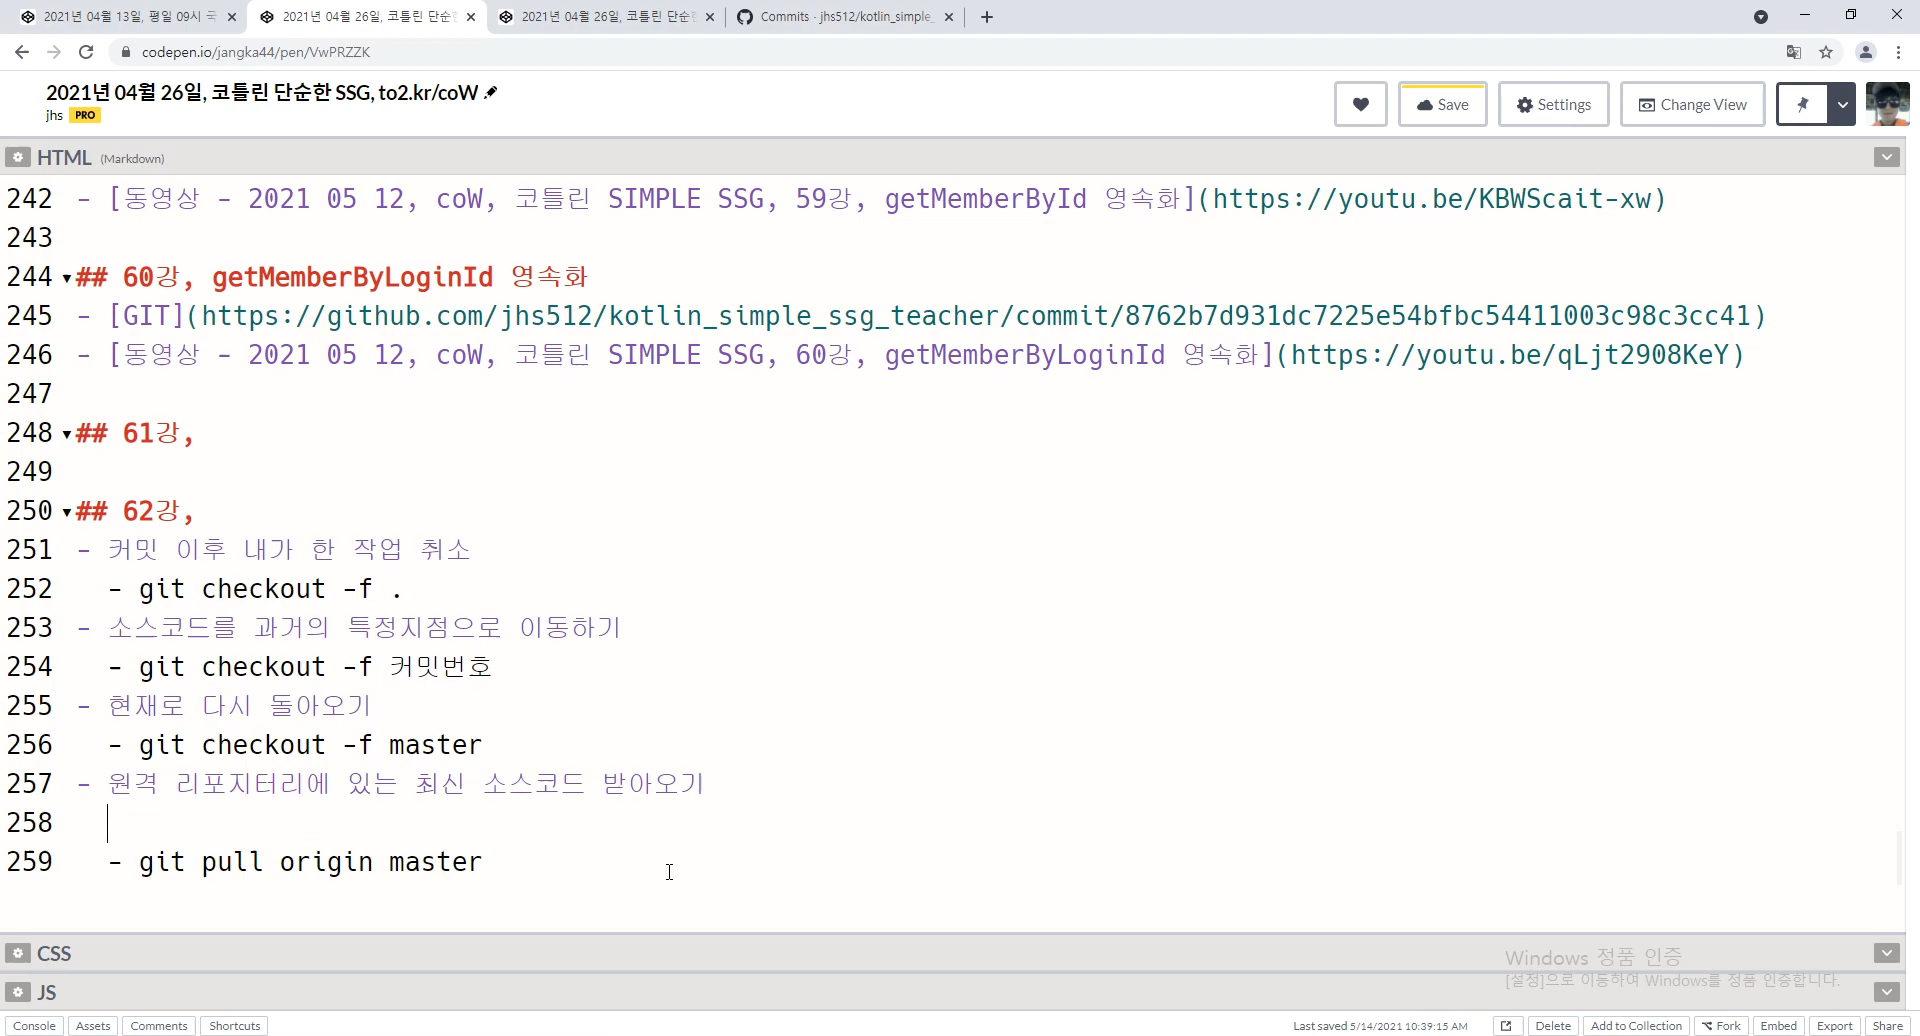 2021년 04월 13일, 평일 09시 국
2021년 04월 26일, 코틀린 단순한
2021년 04월 26일, 코틀린 단순한
Commits · jhs512/kotlin_simple_
codepen.io/jangka44/pen/VwPRZZK
2021년 04월 26일, 코틀린 단순한 SSG, to2.kr/coW
jhs PRO
Save
Settings
Change View
HTML (Markdown)
242 - [동영상 - 2021 05 12, coW, 코틀린 SIMPLE SSG, 59강, getMemberById 영속화](https://youtu.be/KBWScait-xw)
243
244 ## 60강, getMemberByLoginId 영속화
245 - [GIT](https://github.com/jhs512/kotlin_simple_ssg_teacher/commit/8762b7d931dc7225e54bfbc54411003c98c3cc41)
246 - [동영상 - 2021 05 12, coW, 코틀린 SIMPLE SSG, 60강, getMemberByLoginId 영속화](https://youtu.be/qLjt2908KeY)
247
248 ## 61강,
249
250 ## 62강,
251 - 커밋 이후 내가 한 작업 취소
252 - git checkout -f .
253 - 소스코드를 과거의 특정지점으로 이동하기
254 - git checkout -f 커밋번호
255 - 현재로 다시 돌아오기
256 - git checkout -f master
257 - 원격 리포지터리에 있는 최신 소스코드 받아오기
258
259 - git pull origin master
CSS
Windows 정품 인증
[설정]으로 이동하여 Windows를 정품 인증합니다.
JS
Console
Assets
Comments
Shortcuts
Last saved 5/14/2021 10:39:15 AM
Delete
Add to Collection
Fork
Embed
Export
Share